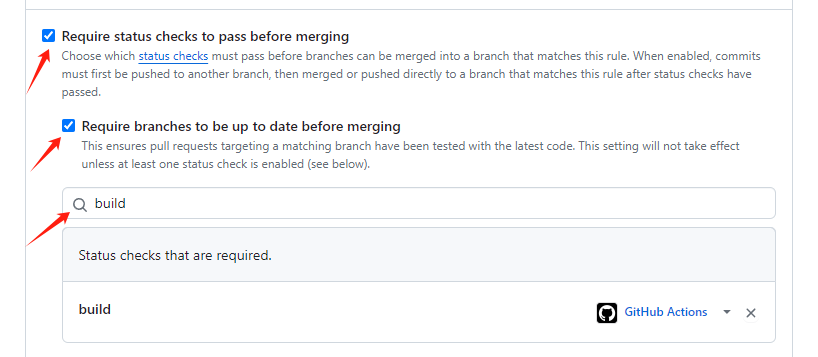 Require status checks to pass before merging
Choose which status checks must pass before branches can be merged into a branch that matches this rule. When enabled, commits
must first be pushed to another branch, then merged or pushed directly to a branch that matches this rule after status checks have
passed.
Require branches to be up to date before merging
This ensures pull requests targeting a matching branch have been tested with the latest code. This setting will not take effect
unless at least one status check is enabled (see below).
build
Status checks that are required.
build GitHub Actions